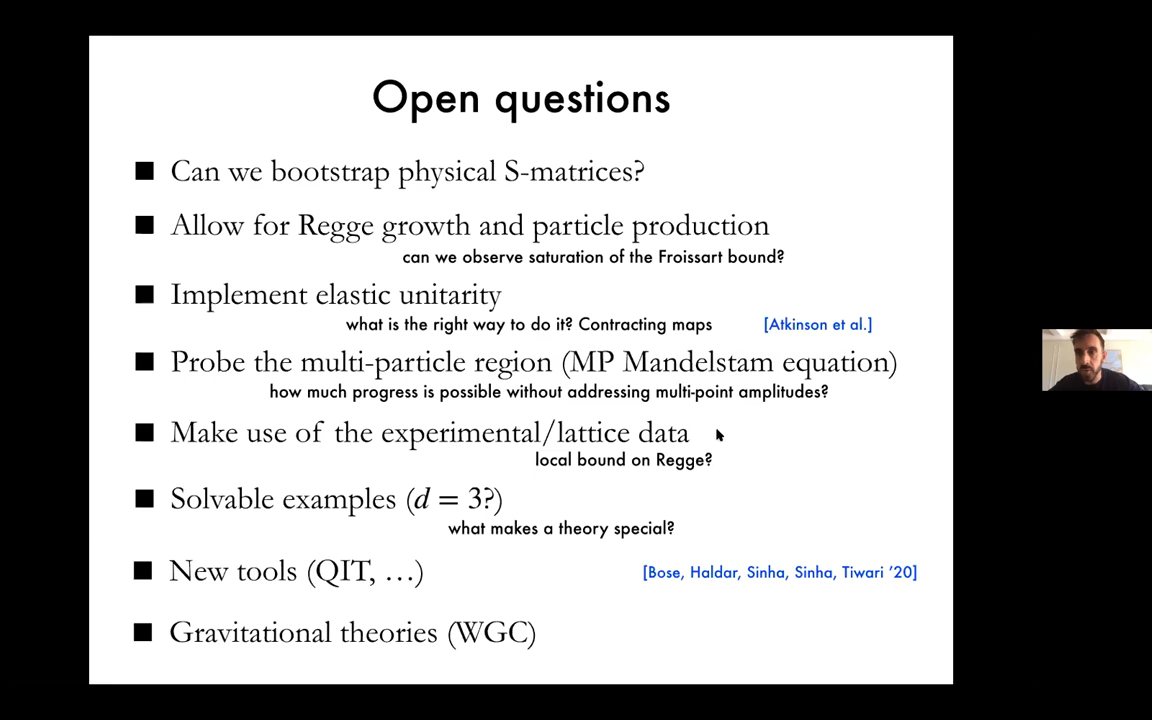 Open questions
■ Can we bootstrap physical S-matrices?
■ Allow for Regge growth and particle production
can we observe saturation of the Froissart bound?
■ Implement elastic unitarity
what is the right way to do it? Contracting maps [Atkinson et al.]
■ Probe the multi-particle region (MP Mandelstam equation)
how much progress is possible without addressing multi-point amplitudes?
■ Make use of the experimental/lattice data
local bound on Regge?
■ Solvable examples (d = 3?)
what makes a theory special?
■ New tools (QIT, …) [Bose, Haldar, Sinha, Sinha, Tiwari ’20]
■ Gravitational theories (WGC)